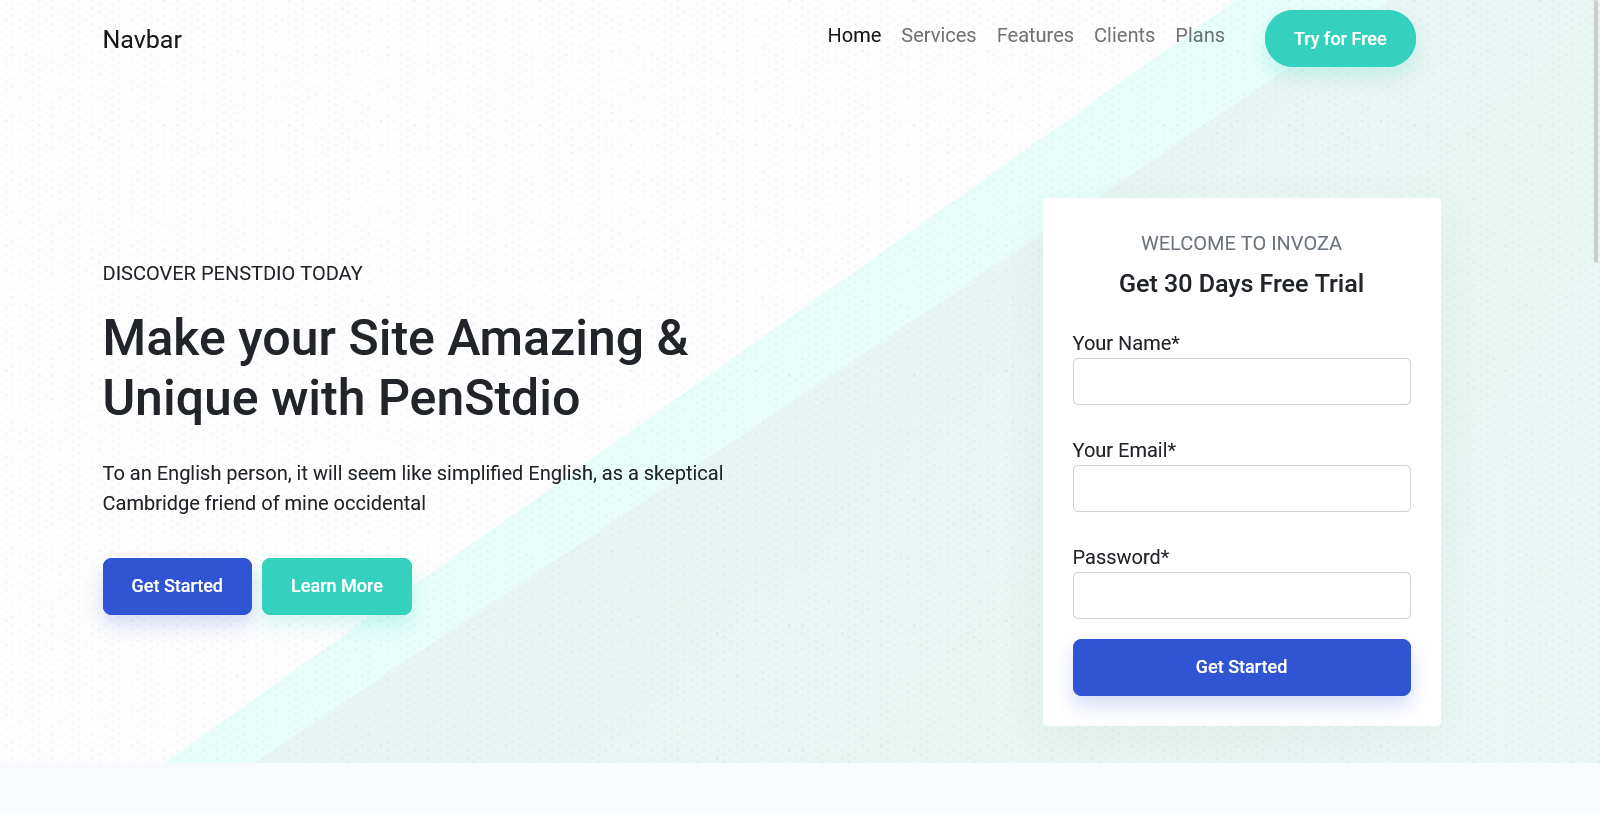 Navbar
Home Services Features Clients Plans Try for Free
DISCOVER PENSTDIO TODAY
Make your Site Amazing &
Unique with PenStdio
To an English person, it will seem like simplified English, as a skeptical
Cambridge friend of mine occidental
Get Started Learn More
WELCOME TO INVOZA
Get 30 Days Free Trial
Your Name*
Your Email*
Password*
Get Started